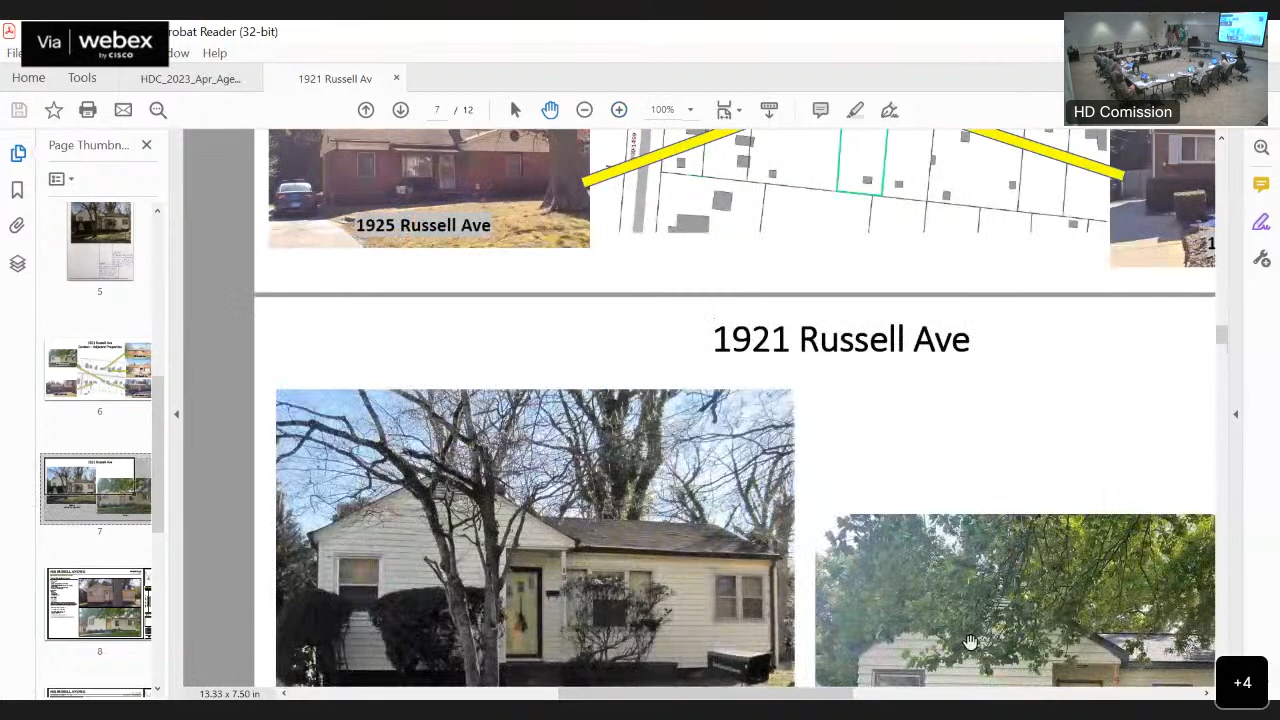 Via webex
by CISCO
robat Reader (32-bit)
Fil
dow Help
Home Tools HDC_2023_Apr_Age... 1921 Russell Av
7 / 12 100%
HD Comission
Page Thumbn...
5
6
7
8
1925 Russell Ave
1
1921 Russell Ave
13.33 x 7.50 in
+4